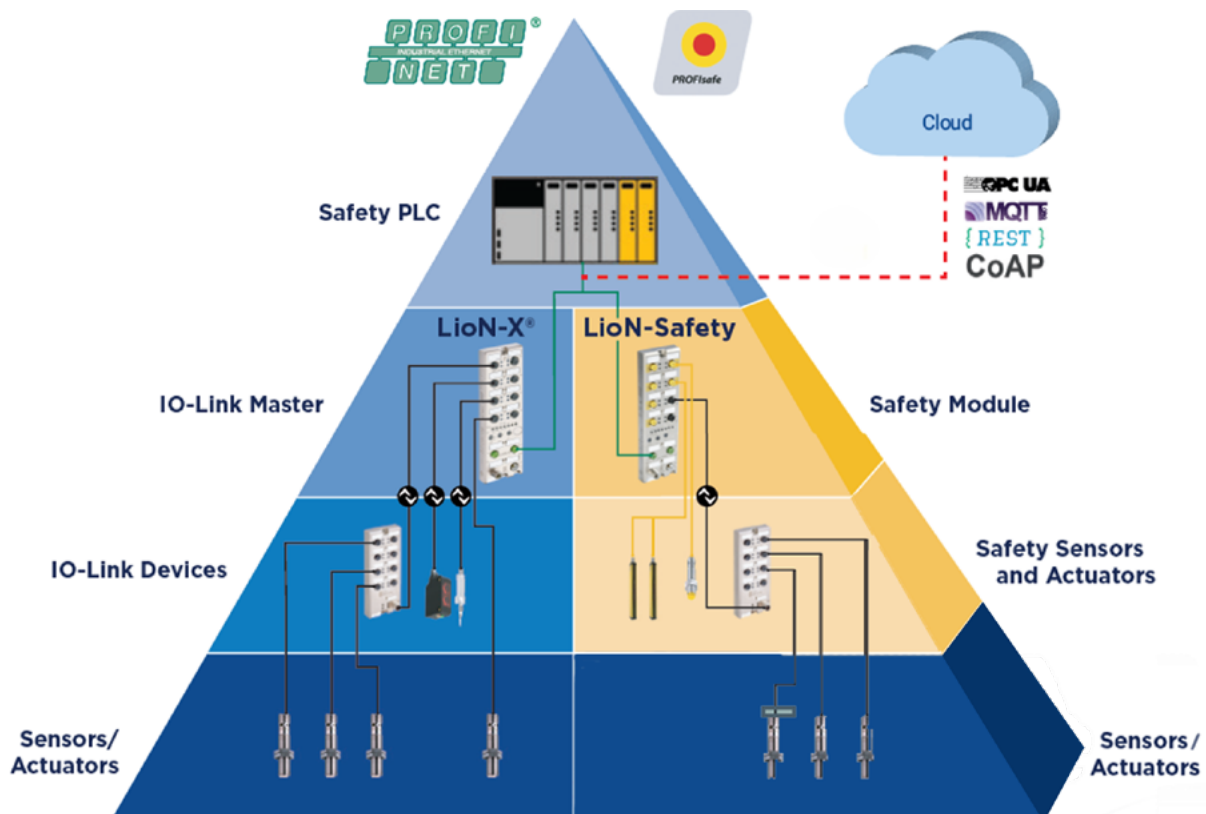 PROFI
INDUSTRIAL ETHERNET
NET
®
PROFIsafe
Cloud
OPC UA
MQTT
{REST}
CoAP
Safety PLC
LioN-X®
LioN-Safety
IO-Link Master
Safety Module
IO-Link Devices
Safety Sensors
and Actuators
Sensors/
Actuators
Sensors/
Actuators